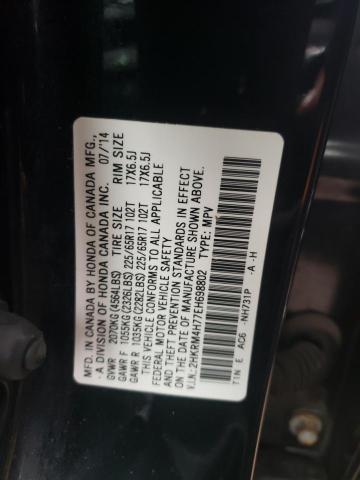 MFD. IN CANADA BY HONDA OF CANADA MFG.,
- A DIVISION OF HONDA CANADA INC. 07/'14
GVWR 2070KG (4564LBS) TIRE SIZE RIM SIZE
GAWR F 1055KG (2326LBS) 225/65R17 102T 17X6.5J
GAWR R 1035KG (2282LBS) 225/65R17 102T 17X6.5J
THIS VEHICLE CONFORMS TO ALL APPLICABLE
FEDERAL MOTOR VEHICLE SAFETY
AND THEFT PREVENTION STANDARDS IN EFFECT
ON THE DATE OF MANUFACTURE SHOWN ABOVE.
V.I.N.: 2HKRM4H77EH698802 TYPE: MPV
TIN E AC6 -NH731P -A-H